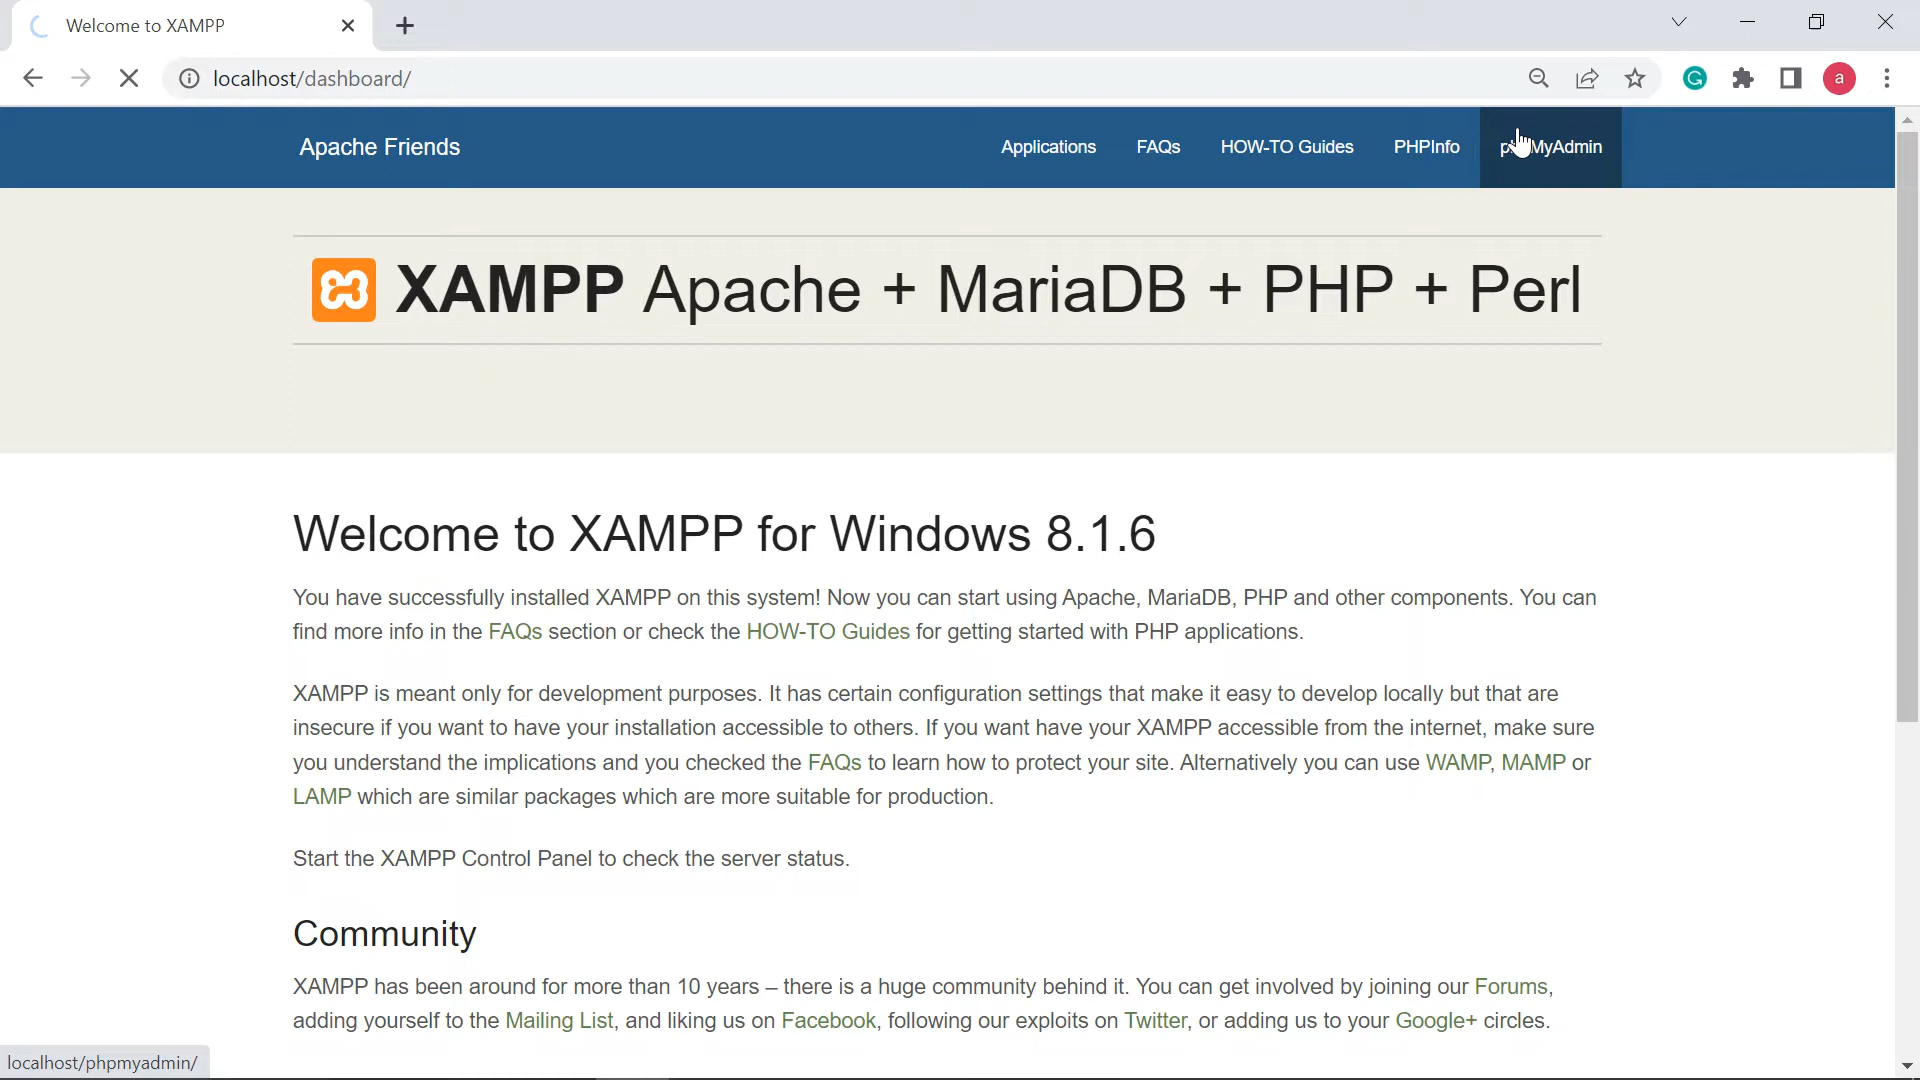 Welcome to XAMPP
localhost/dashboard/
a
Apache Friends
Applications
FAQs
HOW-TO Guides
PHPInfo
MyAdmin
XAMPP Apache + MariaDB + PHP + Perl
Welcome to XAMPP for Windows 8.1.6
You have successfully installed XAMPP on this system! Now you can start using Apache, MariaDB, PHP and other components. You can
find more info in the FAQs section or check the HOW-TO Guides for getting started with PHP applications.
XAMPP is meant only for development purposes. It has certain configuration settings that make it easy to develop locally but that are
insecure if you want to have your installation accessible to others. If you want have your XAMPP accessible from the internet, make sure
you understand the implications and you checked the FAQs to learn how to protect your site. Alternatively you can use WAMP, MAMP or
LAMP which are similar packages which are more suitable for production.
Start the XAMPP Control Panel to check the server status.
Community
XAMPP has been around for more than 10 years – there is a huge community behind it. You can get involved by joining our Forums,
adding yourself to the Mailing List, and liking us on Facebook, following our exploits on Twitter, or adding us to your Google+ circles.
localhost/phpmyadmin/